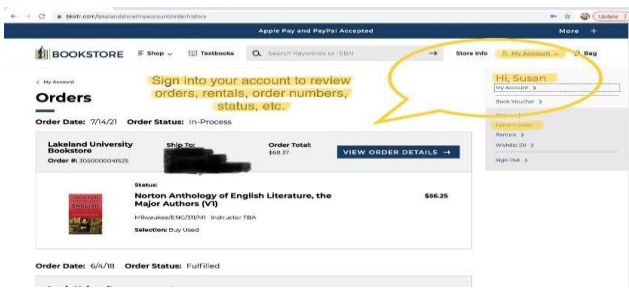 bkstr.com/lakelandstore/myaccount/orderhistory
Update
Apple Pay and PayPal Accepted
More +
BOOKSTORE
Shop
Textbooks
Search Keywords or ISBN
Store Info
My Account
Bag
< My Account
Sign into your account to review
orders, rentals, order numbers,
status, etc.
Hi, Susan
My Account >
Book Voucher >
Orders
Rentals >
Wishlist (0) >
Sign Out >
Order Date: 7/14/21 Order Status: In-Process
Lakeland University
Bookstore
Ship To:
Order Total:
$68.37
VIEW ORDER DETAILS →
Status:
Norton Anthology of English Literature, the
Major Authors (V1)
$56.25
Milwaukee/ENG/211/M1 Instructor
TBA
Selection: Buy Used
Order Date: 6/4/18 Order Status: Fulfilled